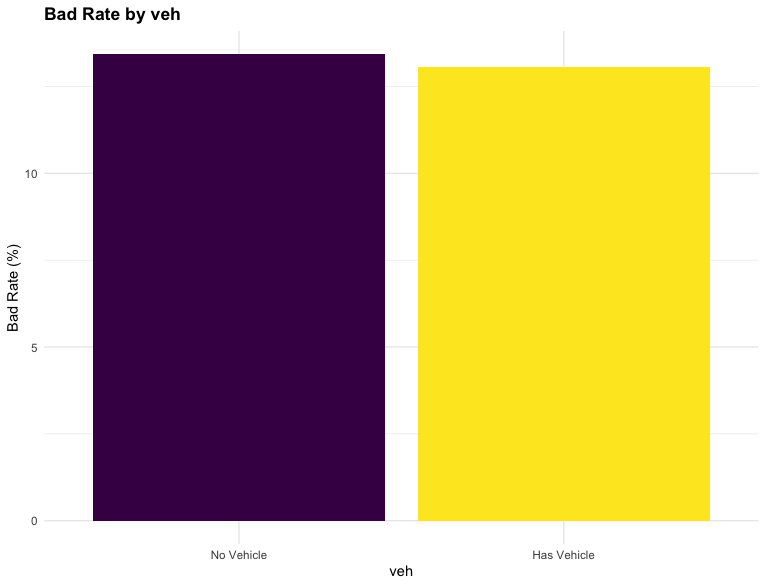 Bad Rate by veh
Bad Rate (%)
10
5
0
No Vehicle
Has Vehicle
veh